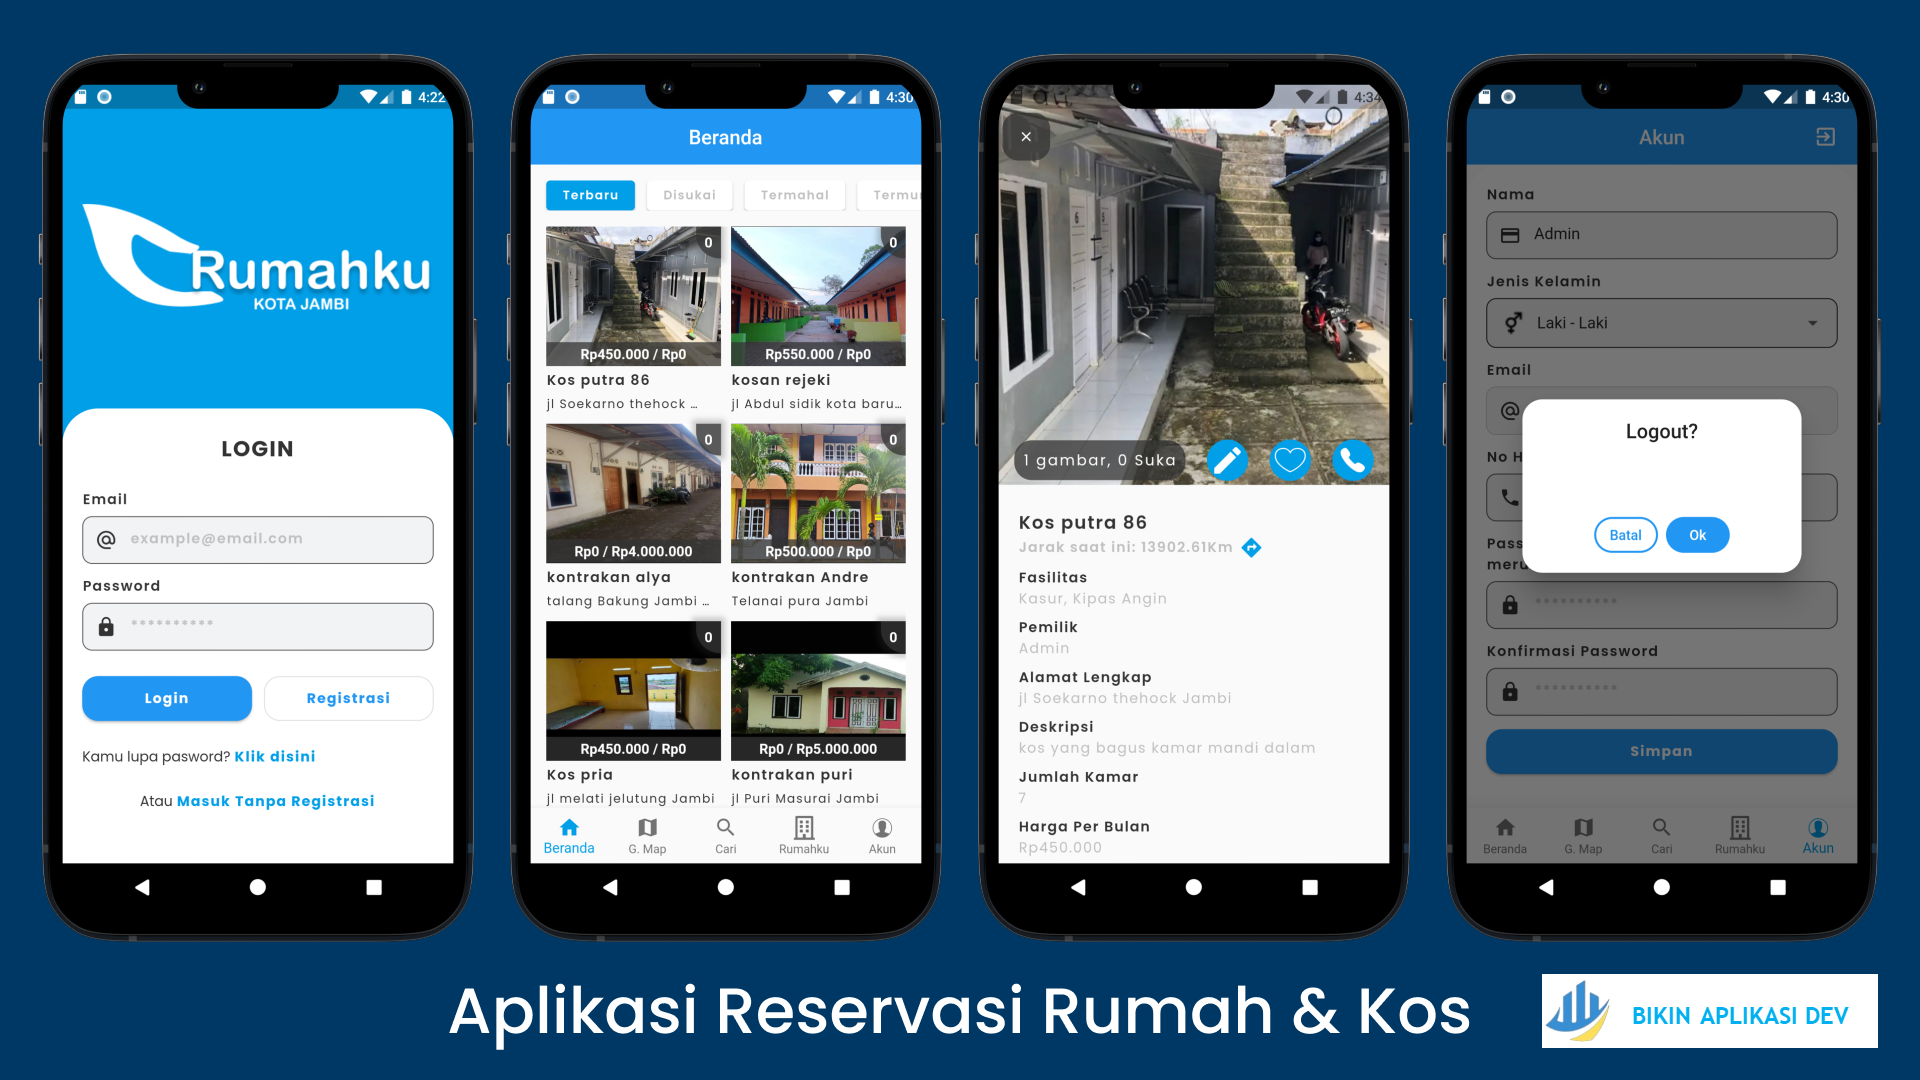 4:22
Rumahku
KOTA JAMBI
LOGIN
Email
example@email.com
Password
**********
Login
Registrasi
Kamu lupa pasword? Klik disini
Atau Masuk Tanpa Registrasi
4:30
Beranda
Terbaru
Disukai
Termahal
Termu
0
0
Rp450.000 / Rp0
Rp550.000 / Rp0
Kos putra 86
kosan rejeki
jl Soekarno thehock ...
jl Abdul sidik kota baru...
0
0
Rp0 / Rp4.000.000
Rp500.000 / Rp0
kontrakan alya
kontrakan Andre
talang Bakung Jambi ...
Telanai pura Jambi
0
0
Rp450.000 / Rp0
Rp0 / Rp5.000.000
Kos pria
kontrakan puri
jl melati jelutung Jambi
jl Puri Masurai Jambi
Beranda
G. Map
Cari
Rumahku
Akun
4:34
6
6
1 gambar, 0 Suka
Kos putra 86
Jarak saat ini: 13902.61Km
Fasilitas
Kasur, Kipas Angin
Pemilik
Admin
Alamat Lengkap
jl Soekarno thehock Jambi
Deskripsi
kos yang bagus kamar mandi dalam
Jumlah Kamar
7
Harga Per Bulan
Rp450.000
4:30
Akun
Nama
Admin
Jenis Kelamin
Laki - Laki
Email
No H
Pass
meru
Logout?
Batal
Ok
**********
Konfirmasi Password
**********
Simpan
Beranda
G. Map
Cari
Rumahku
Akun
Aplikasi Reservasi Rumah & Kos
BIKIN APLIKASI DEV